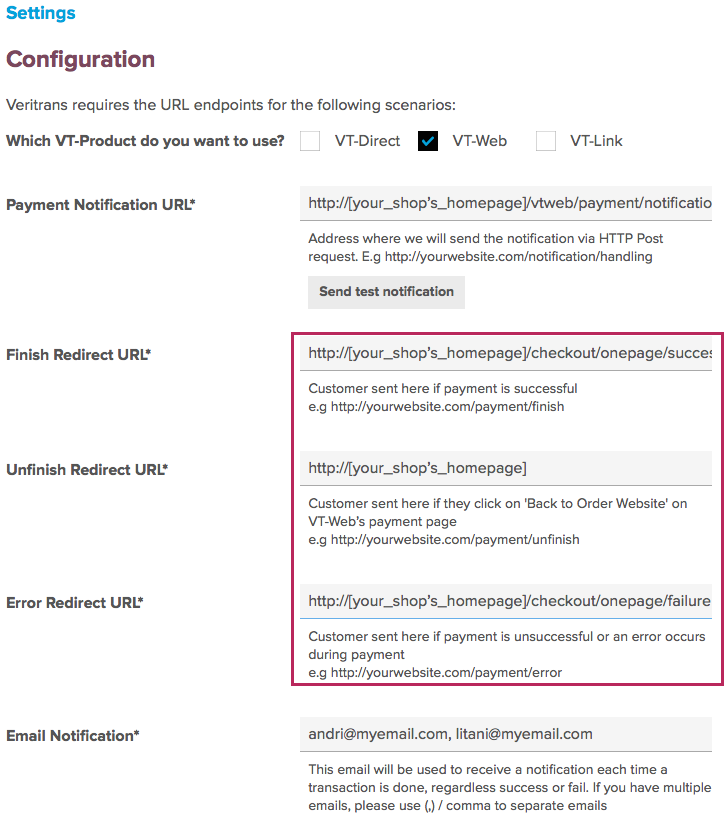 Settings
Configuration
Veritrans requires the URL endpoints for the following scenarios:
Which VT-Product do you want to use? VT-Direct VT-Web VT-Link
Payment Notification URL* http://[your_shop's_homepage]/vtweb/payment/notificatio
Address where we will send the notification via HTTP Post
request. E.g http://yourwebsite.com/notification/handling
Send test notification
Finish Redirect URL* http://[your_shop's_homepage]/checkout/onepage/succes
Customer sent here if payment is successful
e.g http://yourwebsite.com/payment/finish
Unfinish Redirect URL* http://[your_shop's_homepage]
Customer sent here if they click on 'Back to Order Website' on
VT-Web's payment page
e.g http://yourwebsite.com/payment/unfinish
Error Redirect URL* http://[your_shop's_homepage]/checkout/onepage/failure
Customer sent here if payment is unsuccessful or an error occurs
during payment
e.g http://yourwebsite.com/payment/error
Email Notification* andri@myemail.com, litani@myemail.com
This email will be used to receive a notification each time a
transaction is done, regardless success or fail. If you have multiple
emails, please use (,) / comma to separate emails